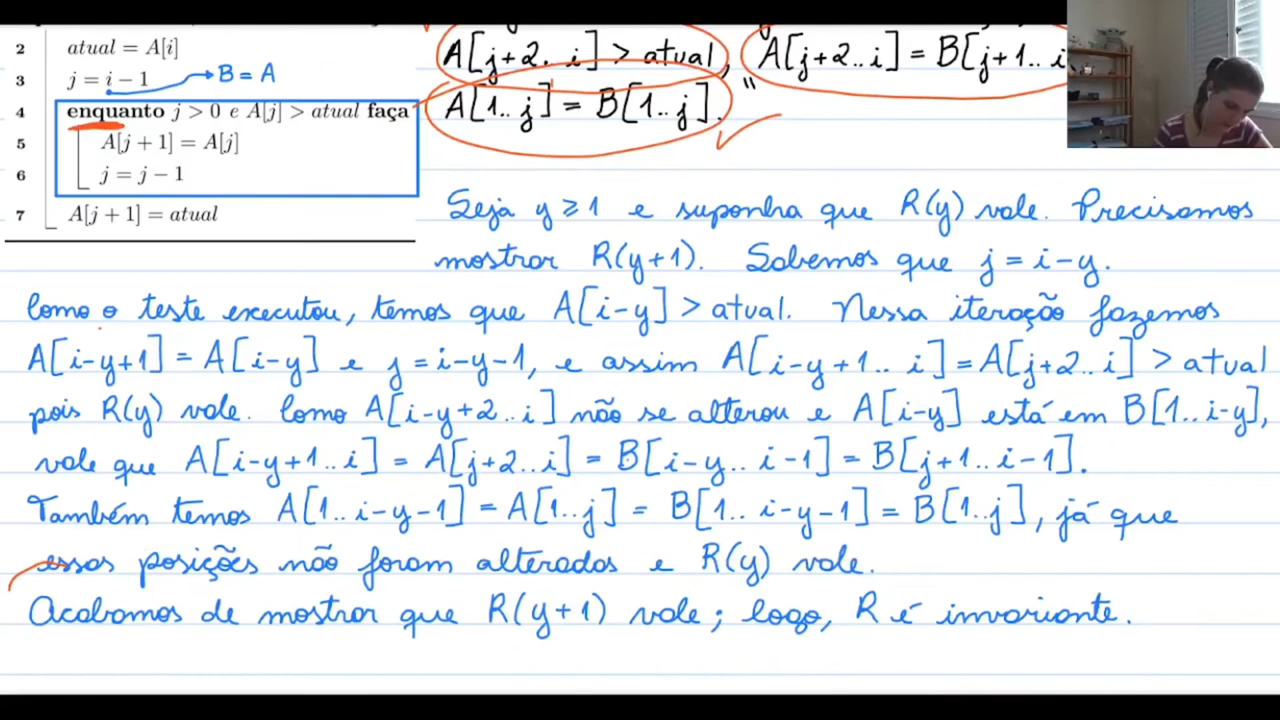 2 atual = A[i]
3 j = i − 1 → B = A
4 enquanto j > 0 e A[j] > atual faça
5 A[j + 1] = A[j]
6 j = j − 1
7 A[j + 1] = atual
A[j+2..i] > atual, A[j+2..i] = B[j+1..i
A[1..j] = B[1..j]."
Seja y ≥ 1 e suponha que R(y) vale. Precisamos
mostrar R(y+1). Sabemos que j = i-y.
Como o teste executou, temos que A[i-y] > atual. Nessa iteração fazemos
A[i-y+1] = A[i-y] e j = i-y-1, e assim A[i-y+1..i] = A[j+2..i] > atual
pois R(y) vale. Como A[i-y+2..i] não se alterou e A[i-y] está em B[1..i-y],
vale que A[i-y+1..i] = A[j+2..i] = B[i-y..i-1] = B[j+1..i-1].
Também temos A[1..i-y-1] = A[1..j] = B[1..i-y-1] = B[1..j], já que
essas posições não foram alteradas e R(y) vale.
Acabamos de mostrar que R(y+1) vale; logo, R é invariante.